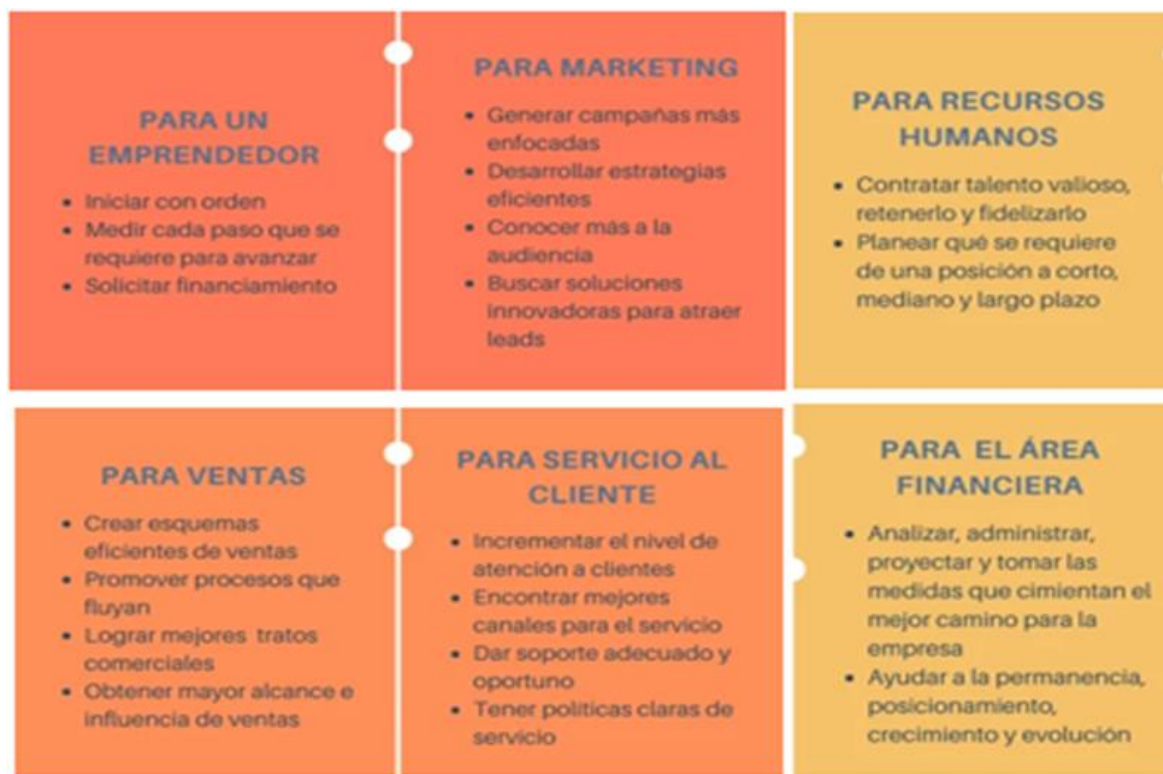 PARA UN
EMPRENDEDOR
• Iniciar con orden
• Medir cada paso que se
requiere para avanzar
• Solicitar financiamiento
PARA MARKETING
• Generar campañas más
enfocadas
• Desarrollar estrategias
eficientes
• Conocer más a la
audiencia
• Buscar soluciones
innovadoras para atraer
leads
PARA RECURSOS
HUMANOS
• Contratar talento valioso,
retenerlo y fidelizarlo
• Planear qué se requiere
de una posición a corto,
mediano y largo plazo
PARA VENTAS
• Crear esquemas
eficientes de ventas
• Promover procesos que
fluyan
• Lograr mejores tratos
comerciales
• Obtener mayor alcance e
influencia de ventas
PARA SERVICIO AL
CLIENTE
• Incrementar el nivel de
atención a clientes
• Encontrar mejores
canales para el servicio
• Dar soporte adecuado y
oportuno
• Tener políticas claras de
servicio
PARA EL ÁREA
FINANCIERA
• Analizar, administrar,
proyectar y tomar las
medidas que cimientan el
mejor camino para la
empresa
• Ayudar a la permanencia,
posicionamiento,
crecimiento y evolución